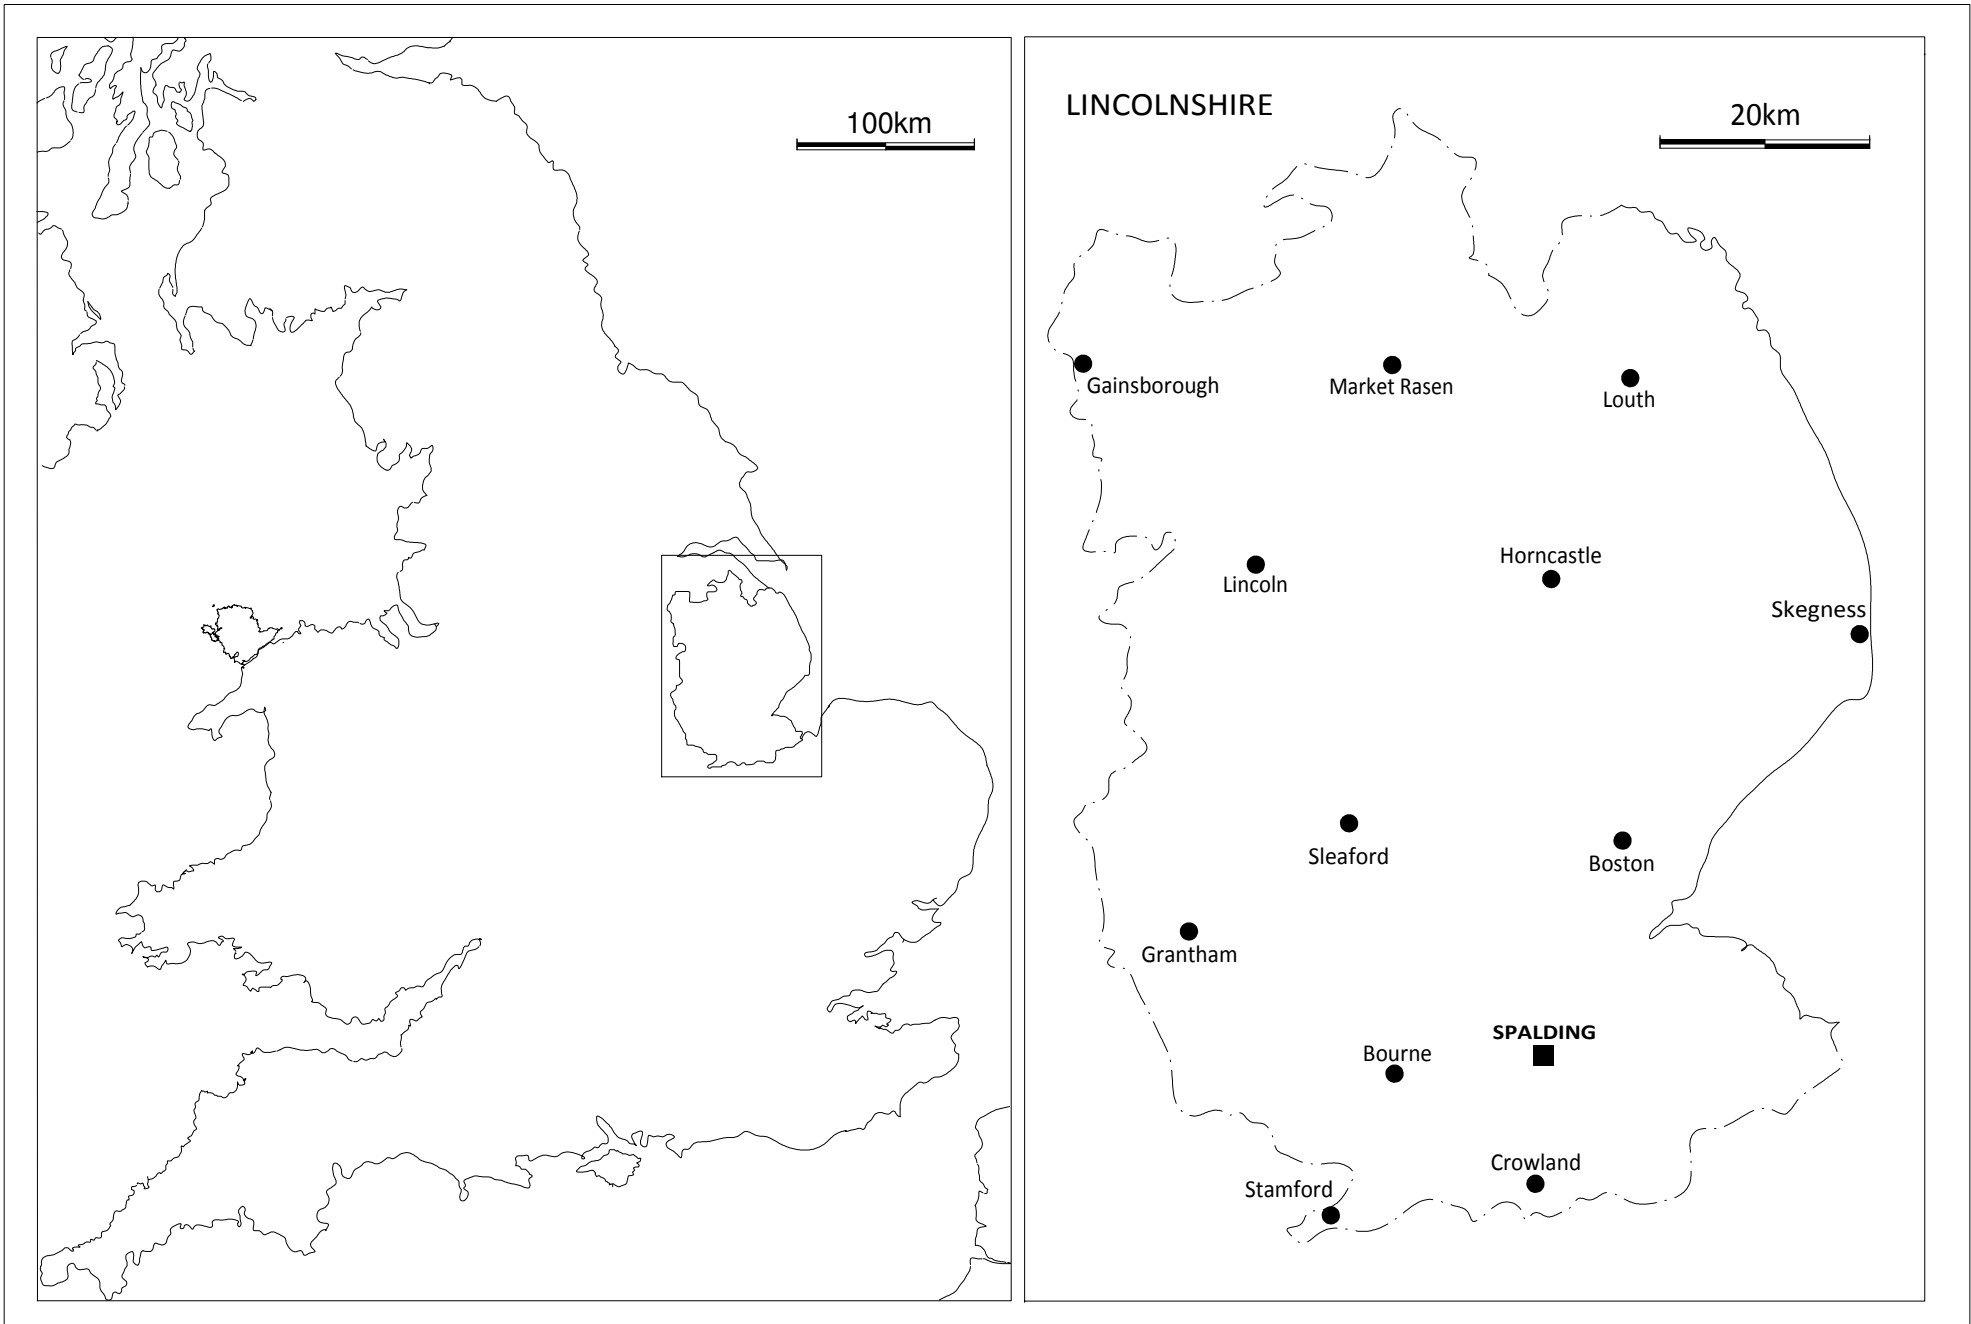 100km
LINCOLNSHIRE
20km
Gainsborough
Market Rasen
Louth
Lincoln
Horncastle
Skegness
Sleaford
Boston
Grantham
SPALDING
Bourne
Crowland
Stamford